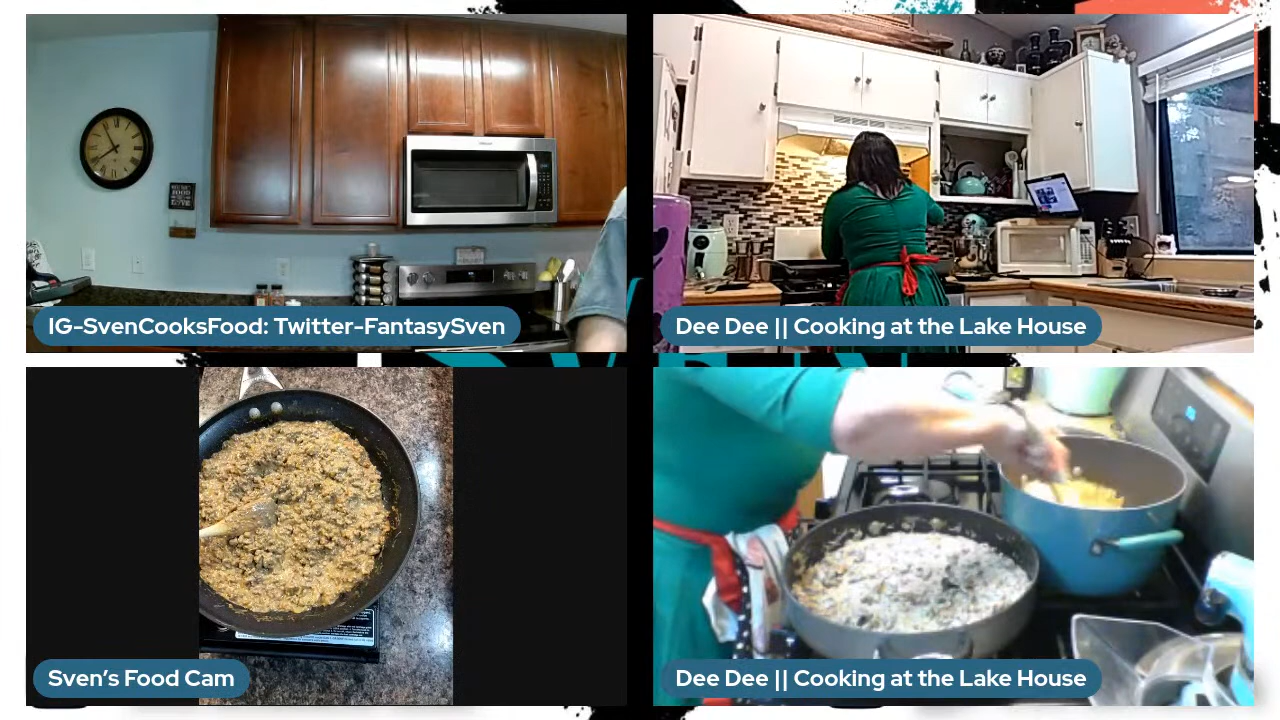 IG-SvenCooksFood: Twitter-FantasySven
Dee Dee || Cooking at the Lake House
Sven's Food Cam
Dee Dee || Cooking at the Lake House